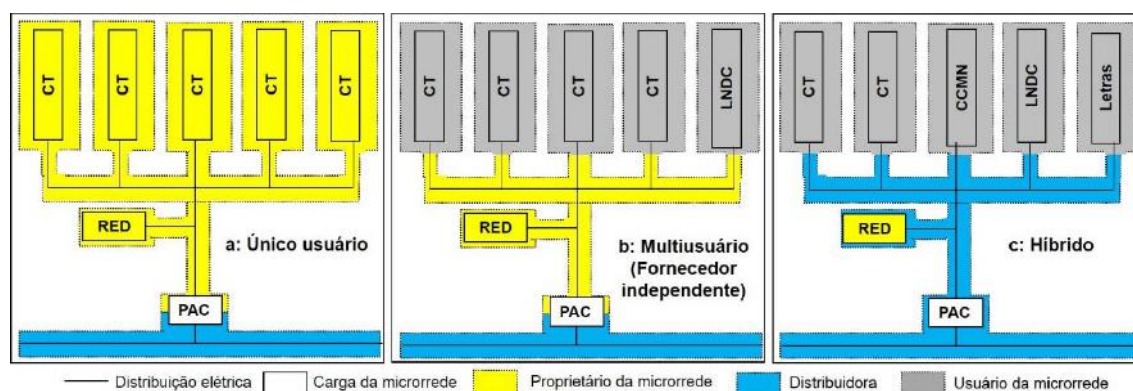 CT
CT
CT
CT
CT
RED
a: Único usuário
PAC
CT
CT
CT
CT
LNDC
RED
b: Multiusuário
(Fornecedor
independente)
PAC
CT
CT
CCMN
LNDC
Letras
RED
c: Híbrido
PAC
Distribuição elétrica
Carga da microrrede
Proprietário da microrrede
Distribuidora
Usuário da microrrede